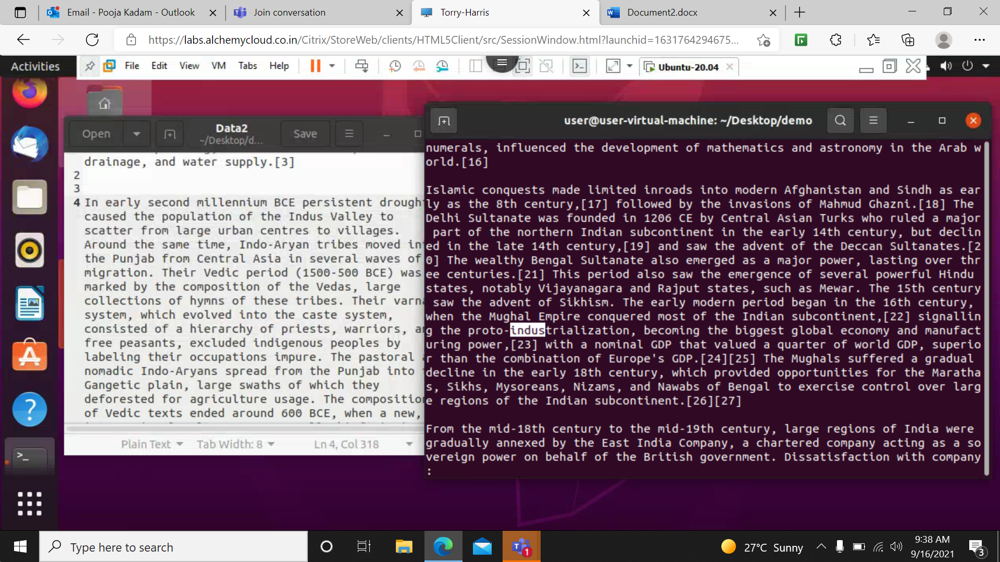 Email - Pooja Kadam - Outlook
Join conversation
Torry-Harris
Document2.docx
https://labs.alchemycloud.co.in/Citrix/StoreWeb/clients/HTML5Client/src/SessionWindow.html?launchid=1631764294675...
Activities
File Edit View VM Tabs Help
Ubuntu-20.04
Open
Data2
~/Desktop/d...
Save
drainage, and water supply.[3]
2
3
4 In early second millennium BCE persistent drought
caused the population of the Indus Valley to
scatter from large urban centres to villages.
Around the same time, Indo-Aryan tribes moved in
the Punjab from Central Asia in several waves of
migration. Their Vedic period (1500-500 BCE) was
marked by the composition of the Vedas, large
collections of hymns of these tribes. Their varna
system, which evolved into the caste system,
consisted of a hierarchy of priests, warriors, a
free peasants, excluded indigenous peoples by
labeling their occupations impure. The pastoral
nomadic Indo-Aryans spread from the Punjab into
Gangetic plain, large swaths of which they
deforested for agriculture usage. The composition
of Vedic texts ended around 600 BCE, when a new,
Plain Text Tab Width: 8 Ln 4, Col 318
user@user-virtual-machine: ~/Desktop/demo
numerals, influenced the development of mathematics and astronomy in the Arab w
orld.[16]
Islamic conquests made limited inroads into modern Afghanistan and Sindh as ear
ly as the 8th century,[17] followed by the invasions of Mahmud Ghazni.[18] The
Delhi Sultanate was founded in 1206 CE by Central Asian Turks who ruled a major
part of the northern Indian subcontinent in the early 14th century, but declin
ed in the late 14th century,[19] and saw the advent of the Deccan Sultanates.[2
0] The wealthy Bengal Sultanate also emerged as a major power, lasting over thr
ee centuries.[21] This period also saw the emergence of several powerful Hindu
states, notably Vijayanagara and Rajput states, such as Mewar. The 15th century
saw the advent of Sikhism. The early modern period began in the 16th century,
when the Mughal Empire conquered most of the Indian subcontinent,[22] signallin
g the proto-industrialization, becoming the biggest global economy and manufact
uring power,[23] with a nominal GDP that valued a quarter of world GDP, superio
r than the combination of Europe's GDP.[24][25] The Mughals suffered a gradual
decline in the early 18th century, which provided opportunities for the Maratha
s, Sikhs, Mysoreans, Nizams, and Nawabs of Bengal to exercise control over larg
e regions of the Indian subcontinent.[26][27]
From the mid-18th century to the mid-19th century, large regions of India were
gradually annexed by the East India Company, a chartered company acting as a so
vereign power on behalf of the British government. Dissatisfaction with company
:
Type here to search
1
27°C Sunny
9:38 AM
9/16/2021
3